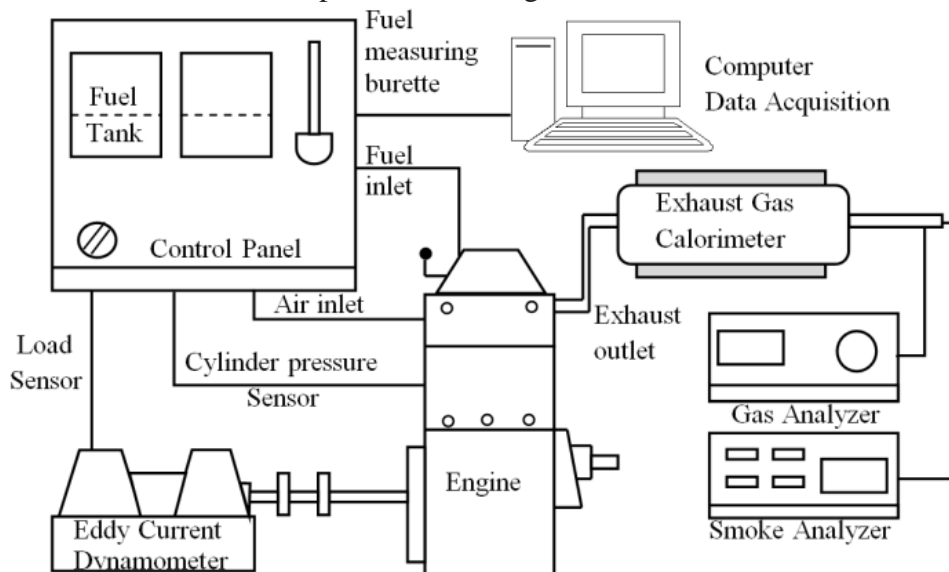 Fuel
measuring
burette
Computer
Data Acquisition
Fuel
Tank
Fuel
inlet
Exhaust Gas
Calorimeter
Control Panel
Air inlet
Exhaust
outlet
Load
Sensor
Cylinder pressure
Sensor
Gas Analyzer
Engine
Eddy Current
Dynamometer
Smoke Analyzer